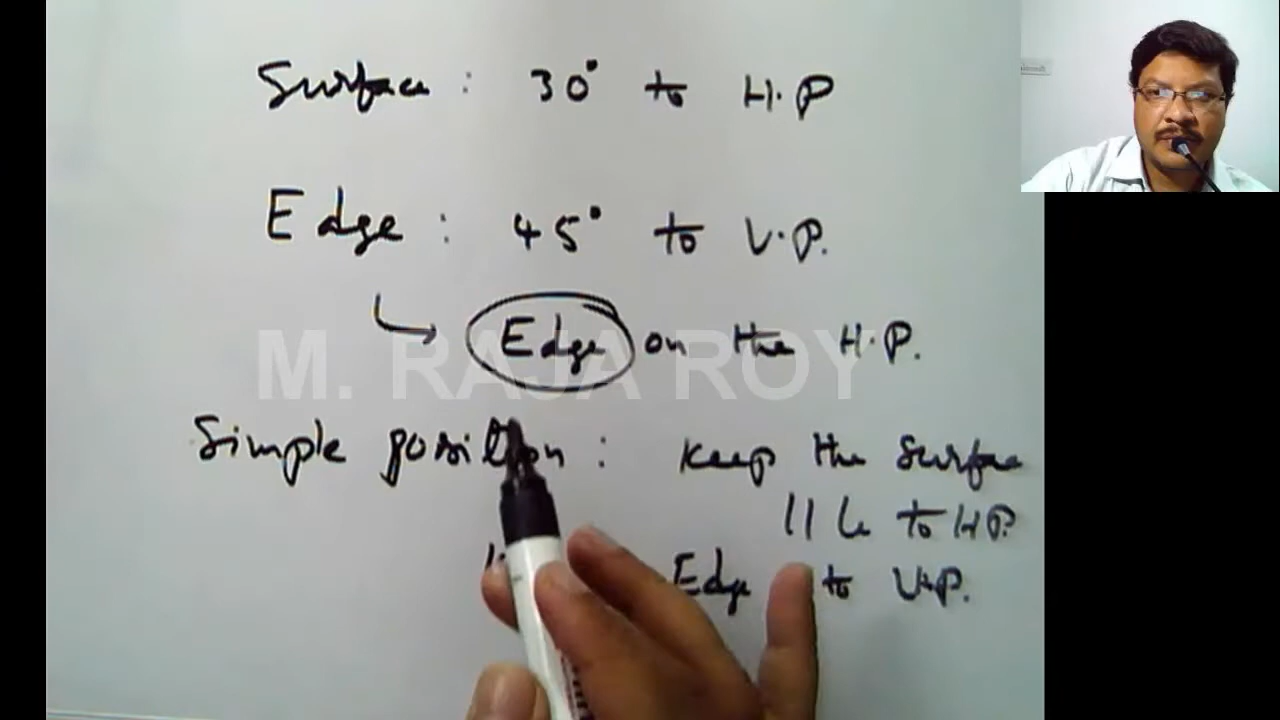 Surface : 30° to H.P
Edge : 45° to V.P.
↳ Edge on the H.P.
M. RAJA ROY
Simple position : Keep the surface
|| le to H.P.
Edge to V.P.